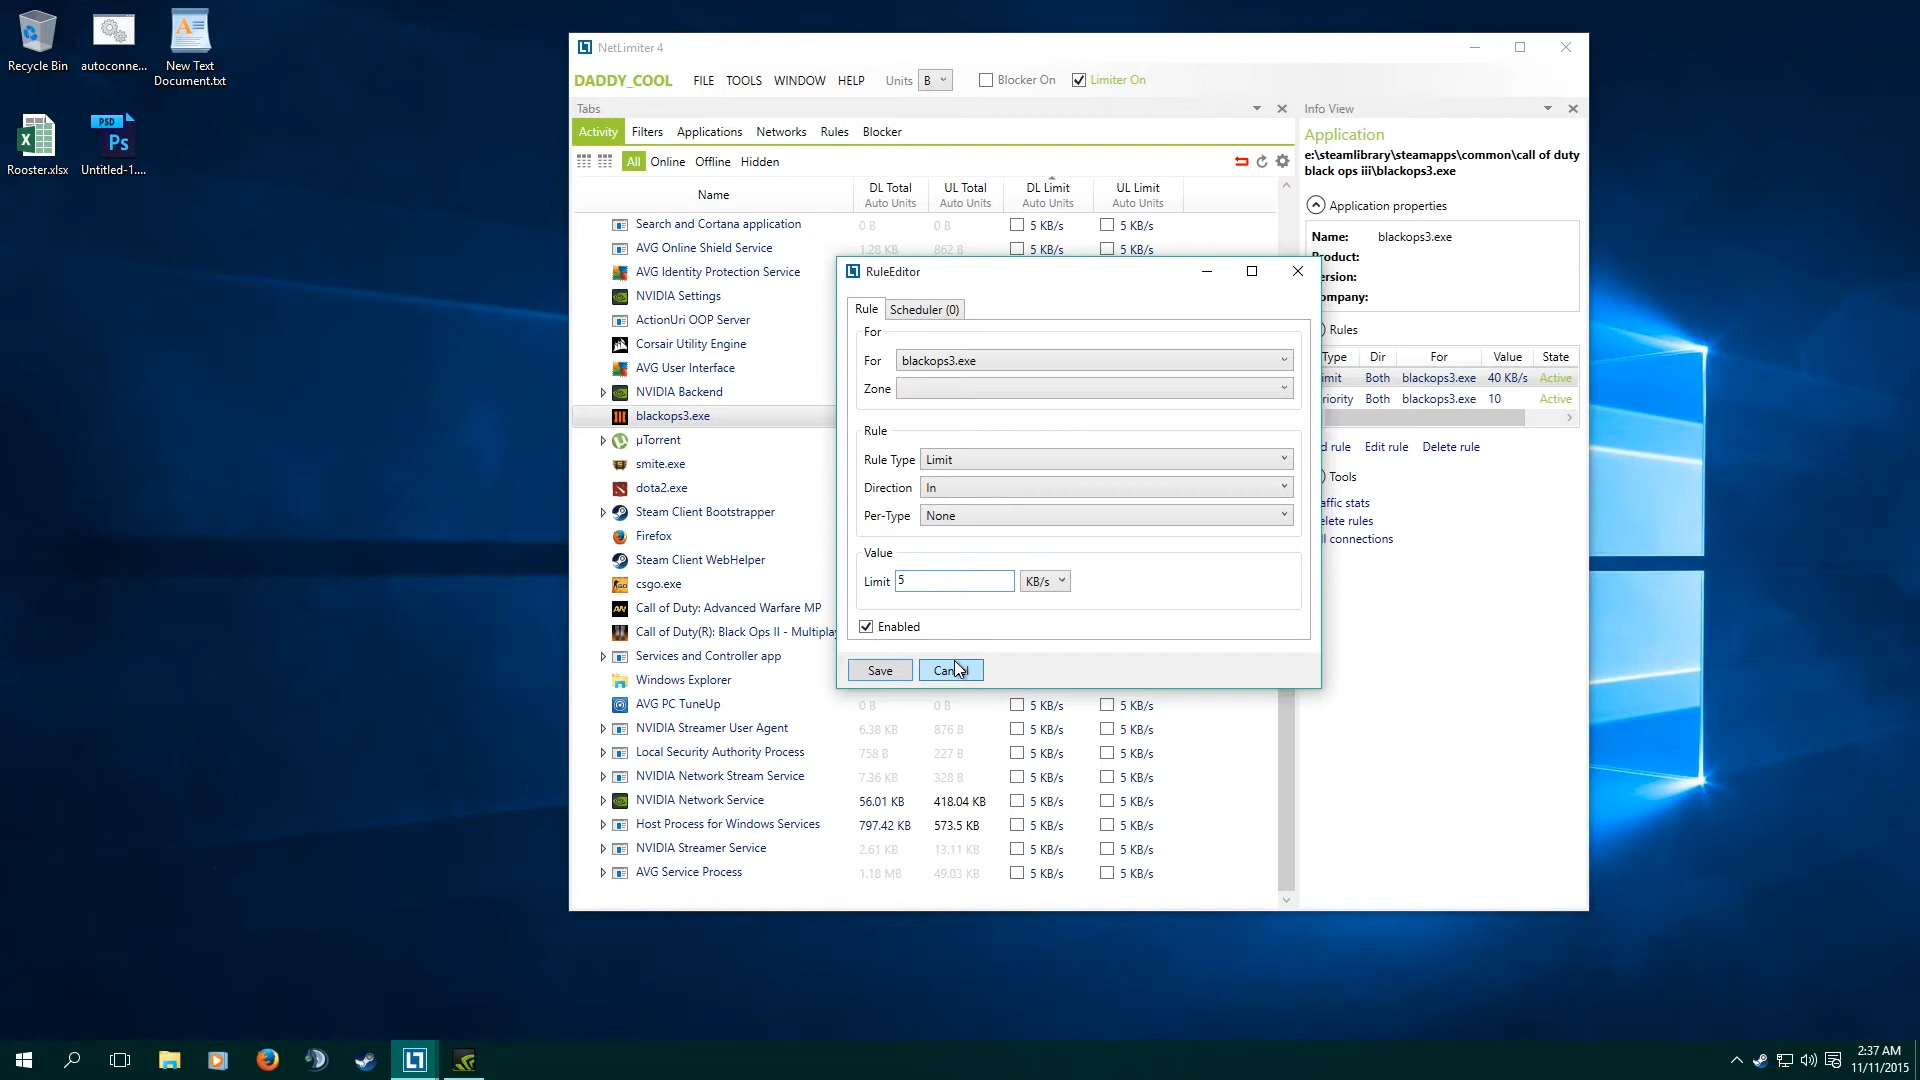 Recycle Bin
autoconne...
New Text
Document.txt
Rooster.xlsx
PSD
Ps
Untitled-1....
NetLimiter 4
DADDY_COOL
FILE TOOLS WINDOW HELP Units B Blocker On Limiter On
Tabs
Activity Filters Applications Networks Rules Blocker
All Online Offline Hidden
Name DL Total UL Total DL Limit UL Limit
Auto Units Auto Units Auto Units Auto Units
Search and Cortana application 0 B 0 B 5 KB/s 5 KB/s
AVG Online Shield Service 1.28 KB 862 B 5 KB/s 5 KB/s
AVG Identity Protection Service
NVIDIA Settings
ActionUri OOP Server
Corsair Utility Engine
AVG User Interface
NVIDIA Backend
blackops3.exe
µTorrent
smite.exe
dota2.exe
Steam Client Bootstrapper
Firefox
Steam Client WebHelper
csgo.exe
Call of Duty: Advanced Warfare MP
Call of Duty(R): Black Ops II - Multiplay
Services and Controller app
Windows Explorer
AVG PC TuneUp 0 B 0 B 5 KB/s 5 KB/s
NVIDIA Streamer User Agent 6.38 KB 876 B 5 KB/s 5 KB/s
Local Security Authority Process 758 B 227 B 5 KB/s 5 KB/s
NVIDIA Network Stream Service 7.36 KB 328 B 5 KB/s 5 KB/s
NVIDIA Network Service 56.01 KB 418.04 KB 5 KB/s 5 KB/s
Host Process for Windows Services 797.42 KB 573.5 KB 5 KB/s 5 KB/s
NVIDIA Streamer Service 2.61 KB 13.11 KB 5 KB/s 5 KB/s
AVG Service Process 1.18 MB 49.03 KB 5 KB/s 5 KB/s
RuleEditor
Rule Scheduler (0)
For
For blackops3.exe
Zone
Rule
Rule Type Limit
Direction In
Per-Type None
Value
Limit 5 KB/s
Enabled
Save
Info View
Application
e:\steamlibrary\steamapps\common\call of duty
black ops iii\blackops3.exe
Application properties
Name: blackops3.exe
Product:
ersion:
ompany:
Rules
Type Dir For Value State
imit Both blackops3.exe 40 KB/s Active
riority Both blackops3.exe 10 Active
d rule Edit rule Delete rule
Tools
affic stats
elete rules
ll connections
2:37 AM
11/11/2015